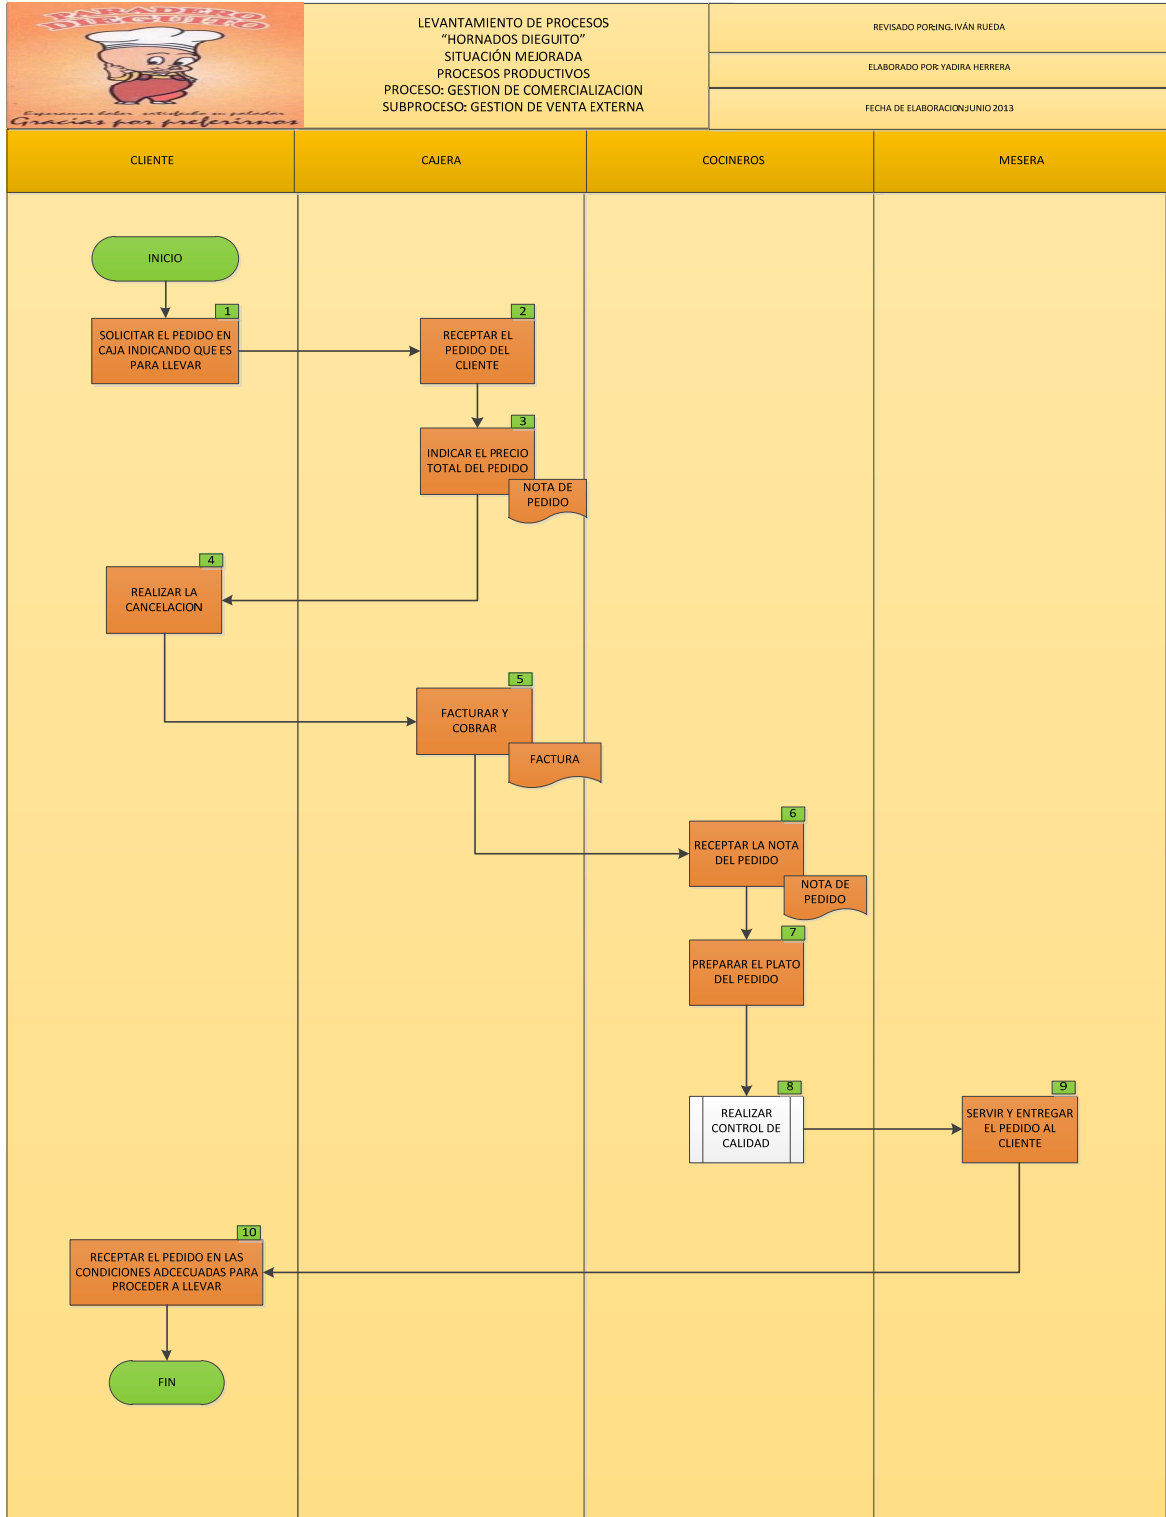 PARADERO
DIEGUITO
Esperamos haber satisfecho su paladar
Gracias por preferirnos
LEVANTAMIENTO DE PROCESOS
“HORNADOS DIEGUITO”
SITUACIÓN MEJORADA
PROCESOS PRODUCTIVOS
PROCESO: GESTION DE COMERCIALIZACION
SUBPROCESO: GESTION DE VENTA EXTERNA
REVISADO POR:ING. IVÁN RUEDA
ELABORADO POR: YADIRA HERRERA
FECHA DE ELABORACION:JUNIO 2013
CLIENTE
CAJERA
COCINEROS
MESERA
INICIO
1
SOLICITAR EL PEDIDO EN
CAJA INDICANDO QUE ES
PARA LLEVAR
2
RECEPTAR EL
PEDIDO DEL
CLIENTE
3
INDICAR EL PRECIO
TOTAL DEL PEDIDO
NOTA DE
PEDIDO
4
REALIZAR LA
CANCELACION
5
FACTURAR Y
COBRAR
FACTURA
6
RECEPTAR LA NOTA
DEL PEDIDO
NOTA DE
PEDIDO
7
PREPARAR EL PLATO
DEL PEDIDO
8
REALIZAR
CONTROL DE
CALIDAD
9
SERVIR Y ENTREGAR
EL PEDIDO AL
CLIENTE
10
RECEPTAR EL PEDIDO EN LAS
CONDICIONES ADCECUADAS PARA
PROCEDER A LLEVAR
FIN